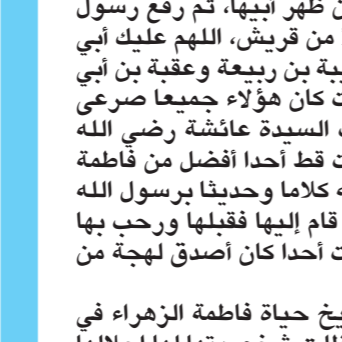 ظهر أبيها، ثم رفع رسول
من قريش، اللهم عليك أبي
بن ربيعة وعقبة بن أبي
كان هؤلاء جميعا صرعى
السيدة عائشة رضي الله
قط أحدا أفضل من فاطمة
كلاما وحديثا برسول الله
قام إليها فقبلها ورحب بها
أحدا كان أصدق لهجة من
حياة فاطمة الزهراء في